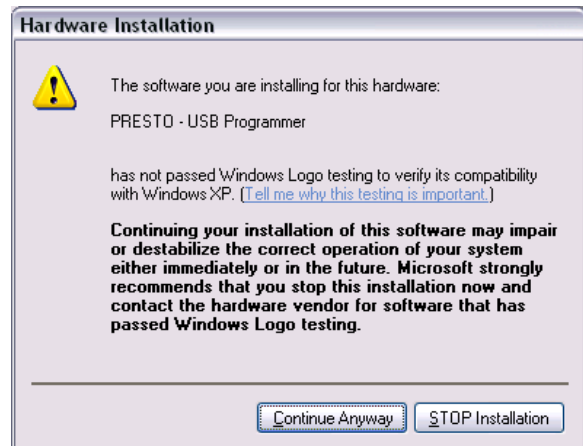 Hardware Installation
The software you are installing for this hardware:
PRESTO - USB Programmer
has not passed Windows Logo testing to verify its compatibility
with Windows XP. (Tell me why this testing is important.)
Continuing your installation of this software may impair
or destabilize the correct operation of your system
either immediately or in the future. Microsoft strongly
recommends that you stop this installation now and
contact the hardware vendor for software that has
passed Windows Logo testing.
Continue Anyway STOP Installation